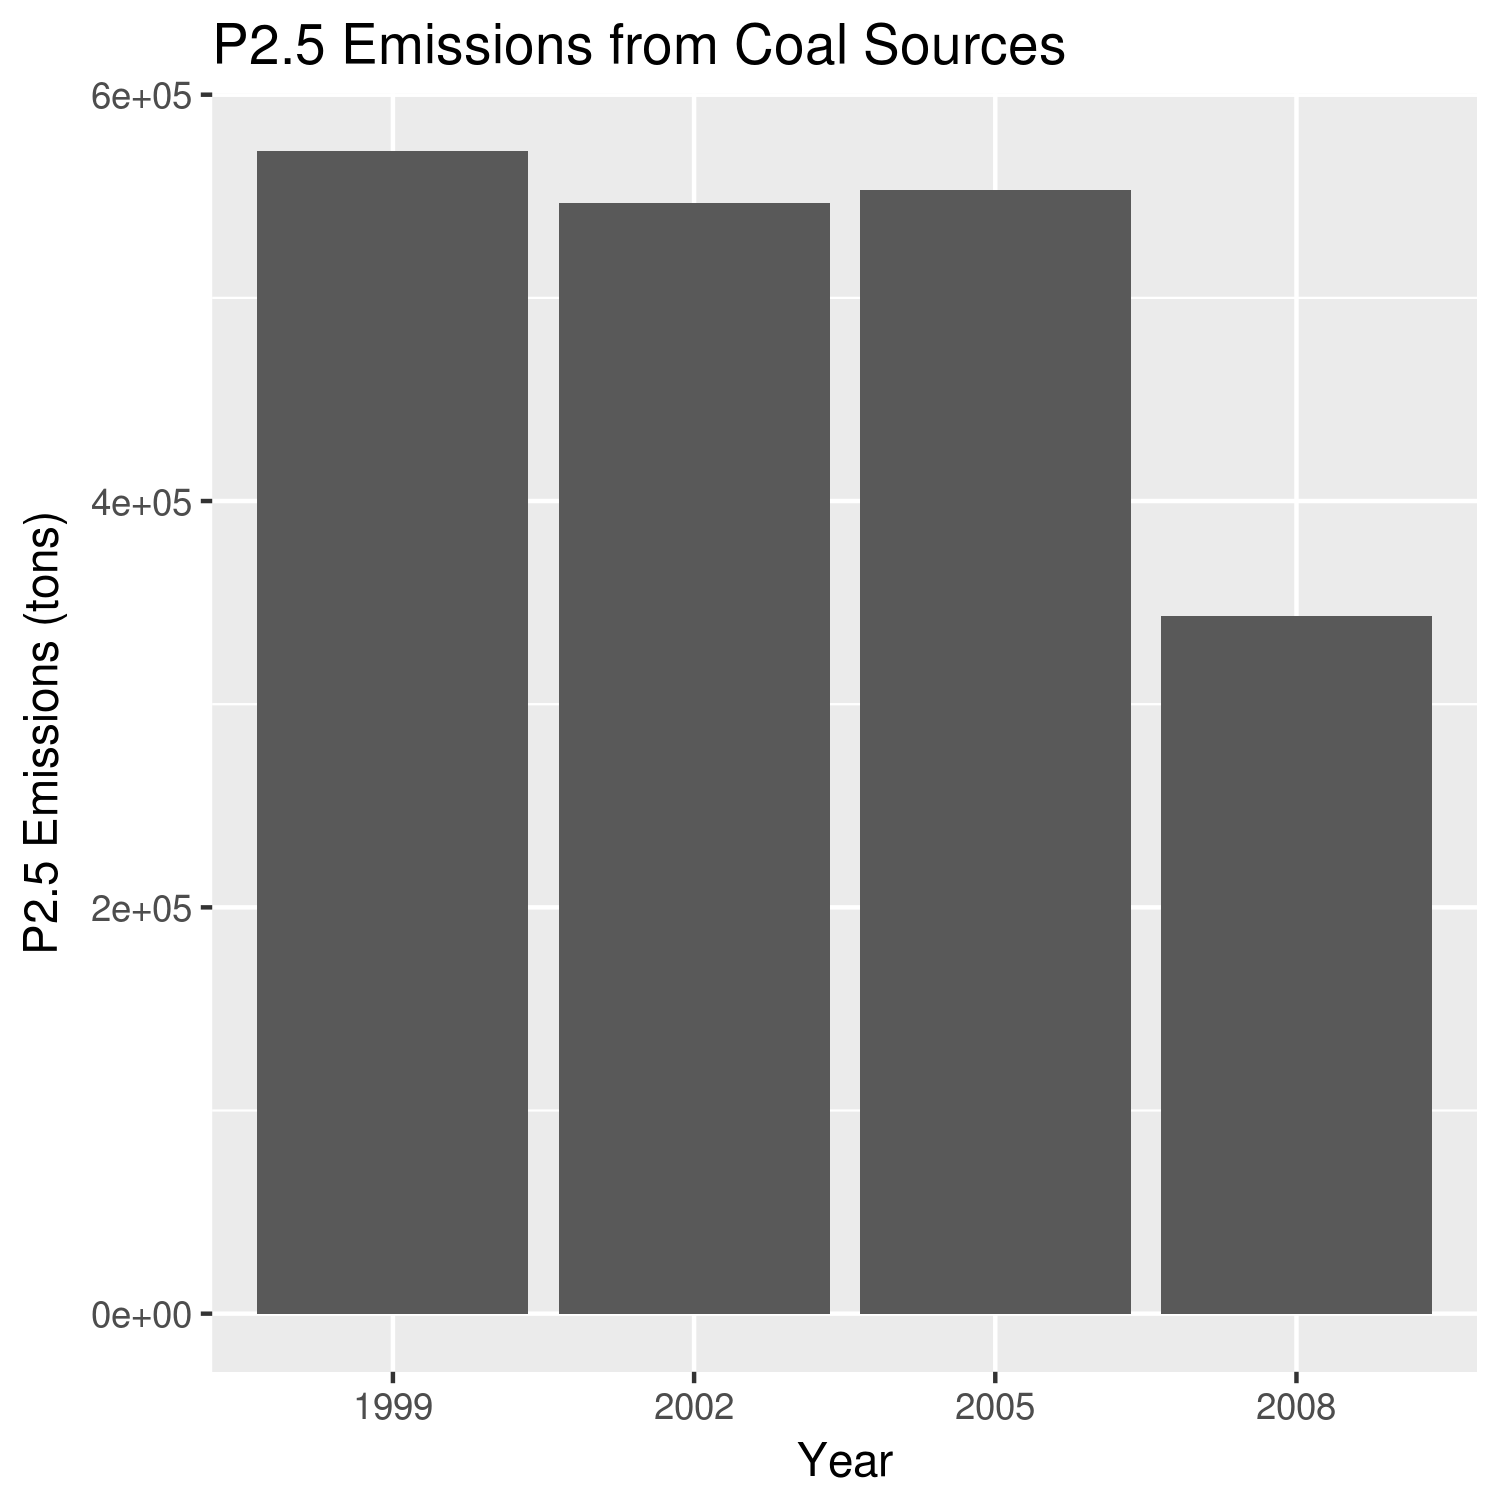 P2.5 Emissions from Coal Sources
P2.5 Emissions (tons)
6e+05
4e+05
2e+05
0e+00
1999
2002
2005
2008
Year